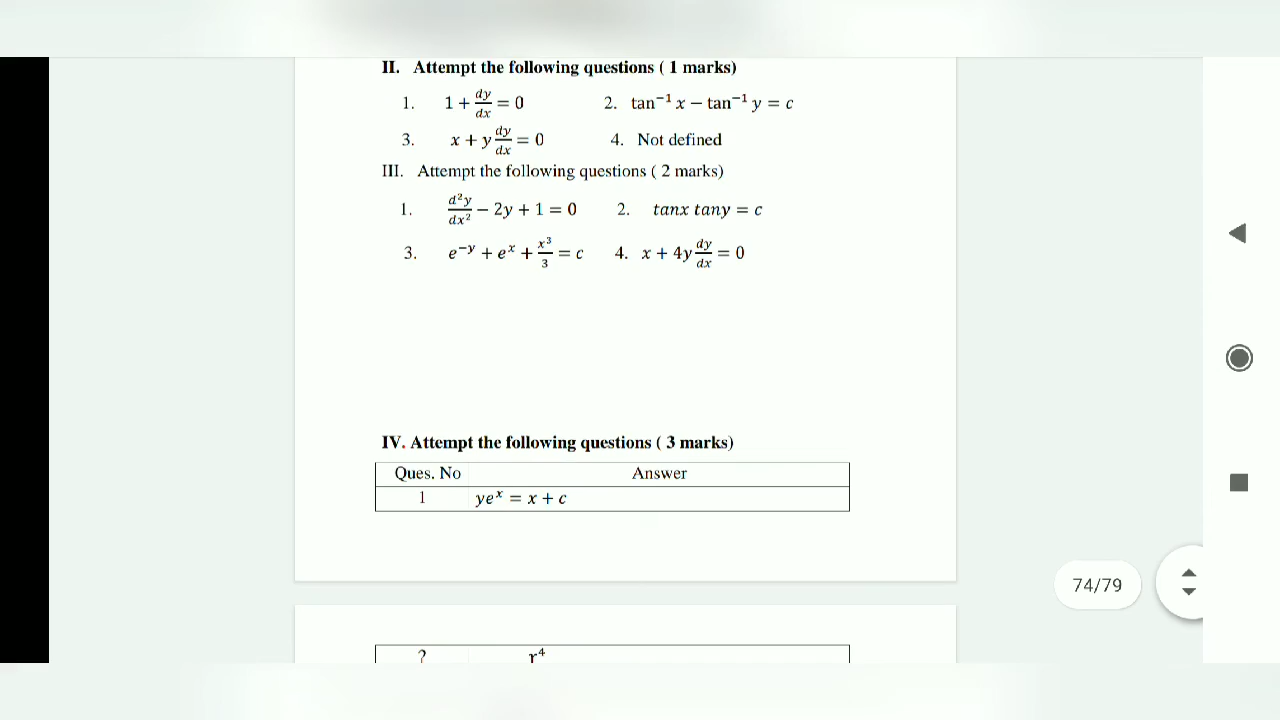 II. Attempt the following questions ( 1 marks)
1. 1 + dy/dx = 0 2. tan⁻¹ x − tan⁻¹ y = c
3. x + y dy/dx = 0 4. Not defined
III. Attempt the following questions ( 2 marks)
1. d²y/dx² − 2y + 1 = 0 2. tanx tany = c
3. e⁻ʸ + eˣ + x³/3 = c 4. x + 4y dy/dx = 0
IV. Attempt the following questions ( 3 marks)
Ques. No Answer
1 yeˣ = x + c
74/79